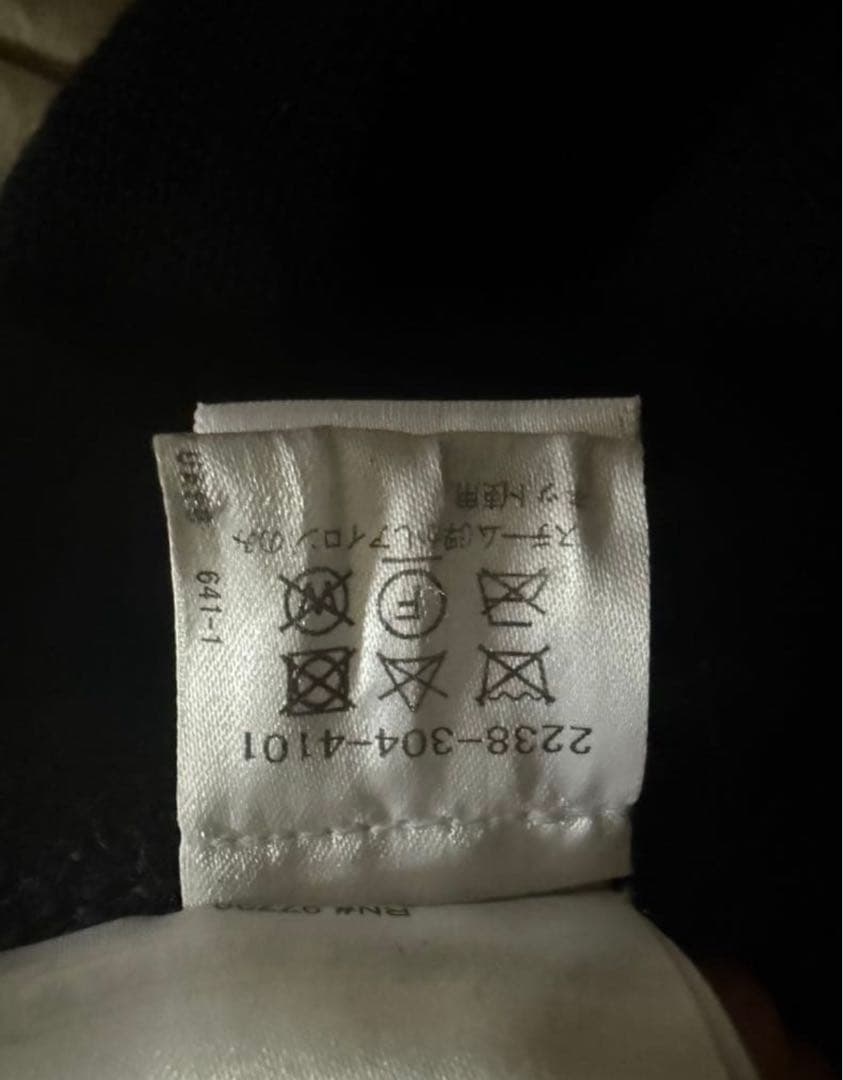 2238-304-4101
F W
スチーム(浮かしアイロン)のみ
ネット使用
641-1
RN#